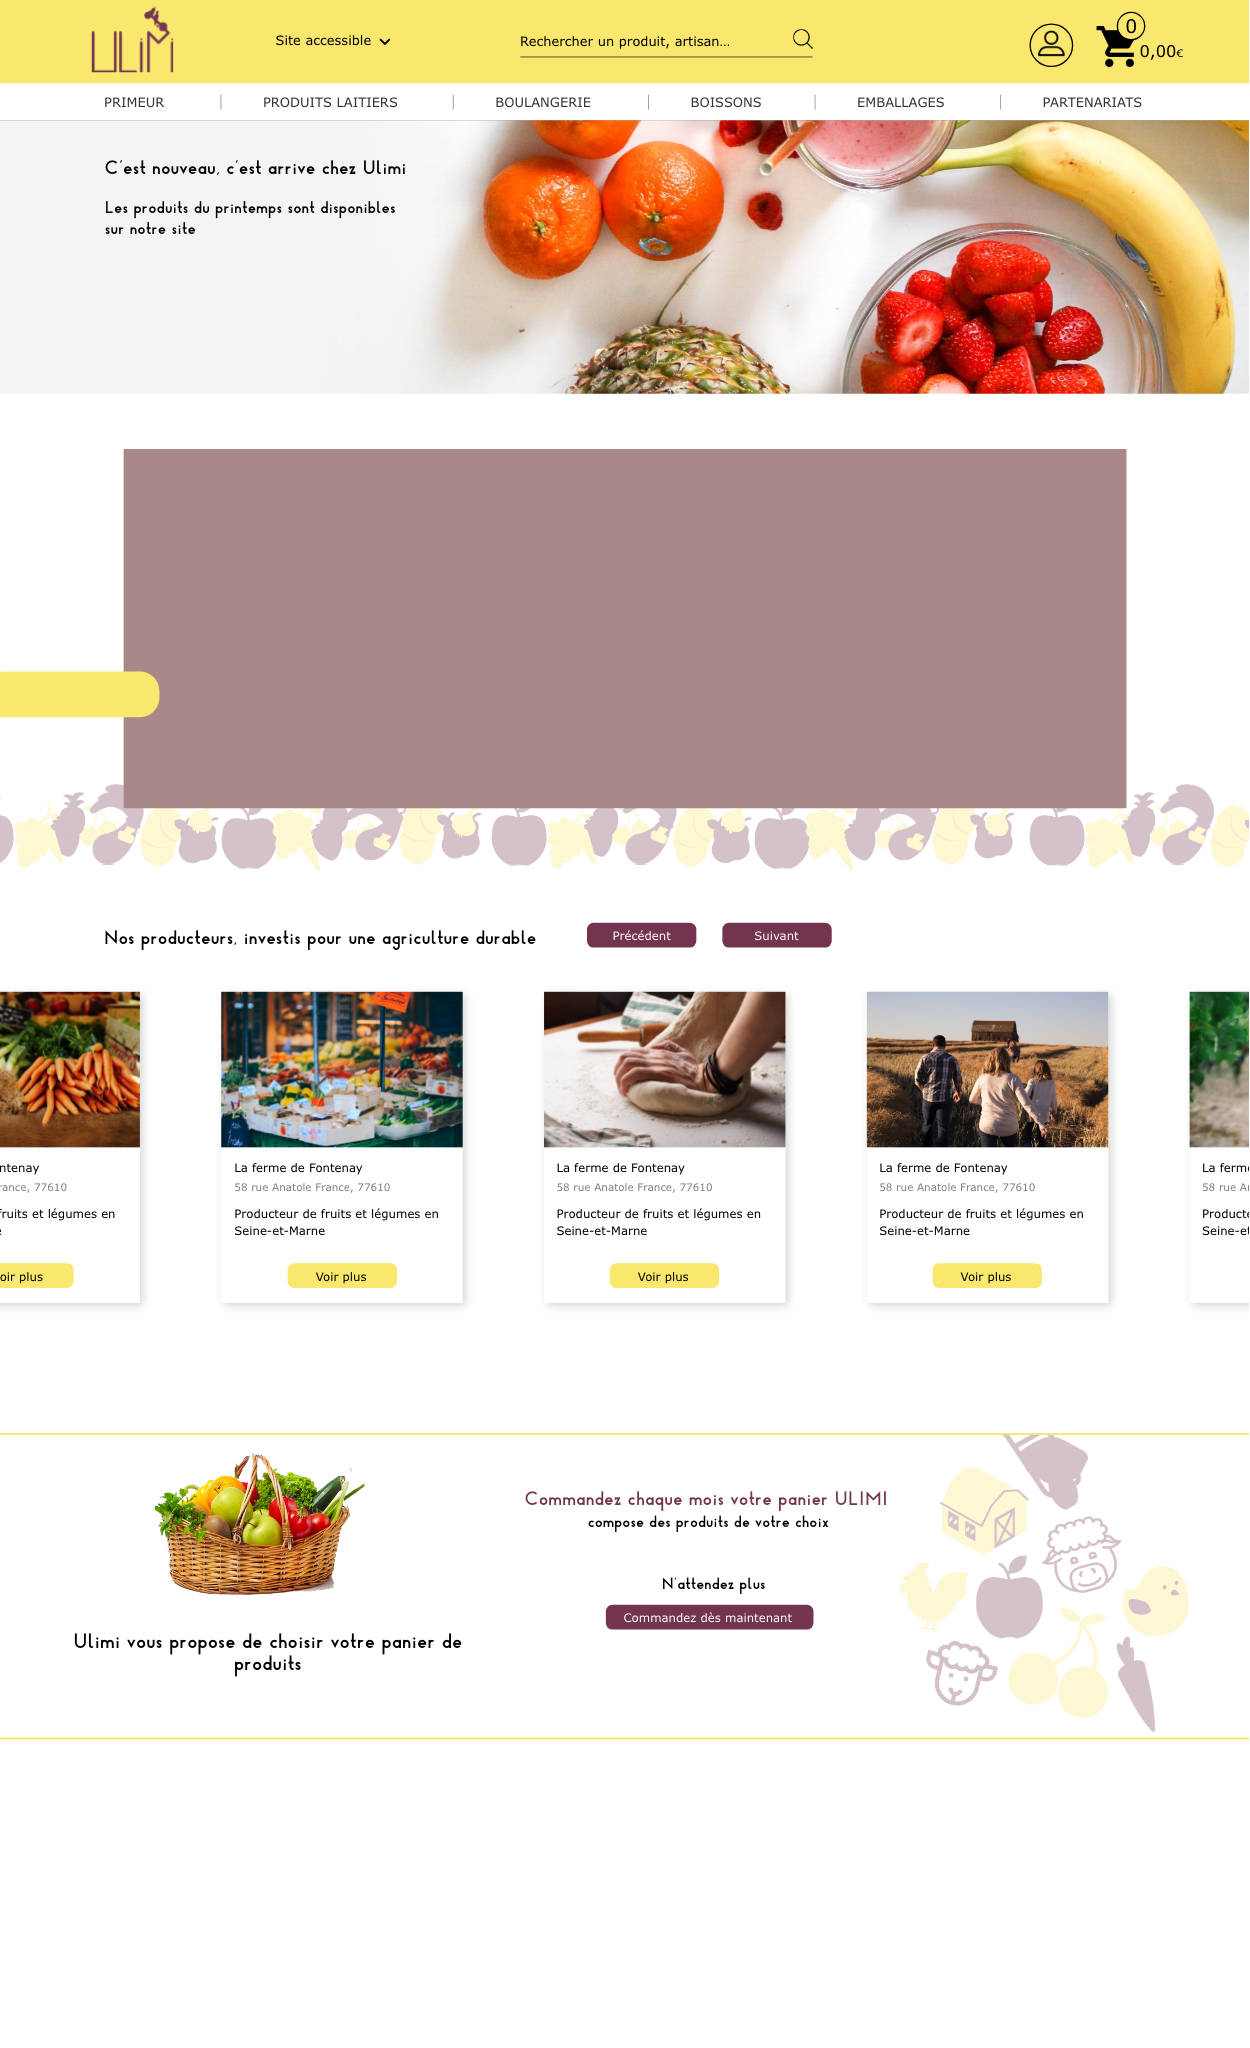 ULIMI
Site accessible
Rechercher un produit, artisan...
0
0,00€
PRIMEUR
PRODUITS LAITIERS
BOULANGERIE
BOISSONS
EMBALLAGES
PARTENARIATS
C'est nouveau, c'est arrive chez Ulimi
Les produits du printemps sont disponibles
sur notre site
Nos producteurs, investis pour une agriculture durable
Précédent
Suivant
ntenay
rance, 77610
fruits et légumes en
e
oir plus
La ferme de Fontenay
58 rue Anatole France, 77610
Producteur de fruits et légumes en
Seine-et-Marne
Voir plus
La ferme de Fontenay
58 rue Anatole France, 77610
Producteur de fruits et légumes en
Seine-et-Marne
Voir plus
La ferme de Fontenay
58 rue Anatole France, 77610
Producteur de fruits et légumes en
Seine-et-Marne
Voir plus
La ferm
58 rue A
Producte
Seine-et
Ulimi vous propose de choisir votre panier de
produits
Commandez chaque mois votre panier ULIMI
compose des produits de votre choix
N'attendez plus
Commandez dès maintenant